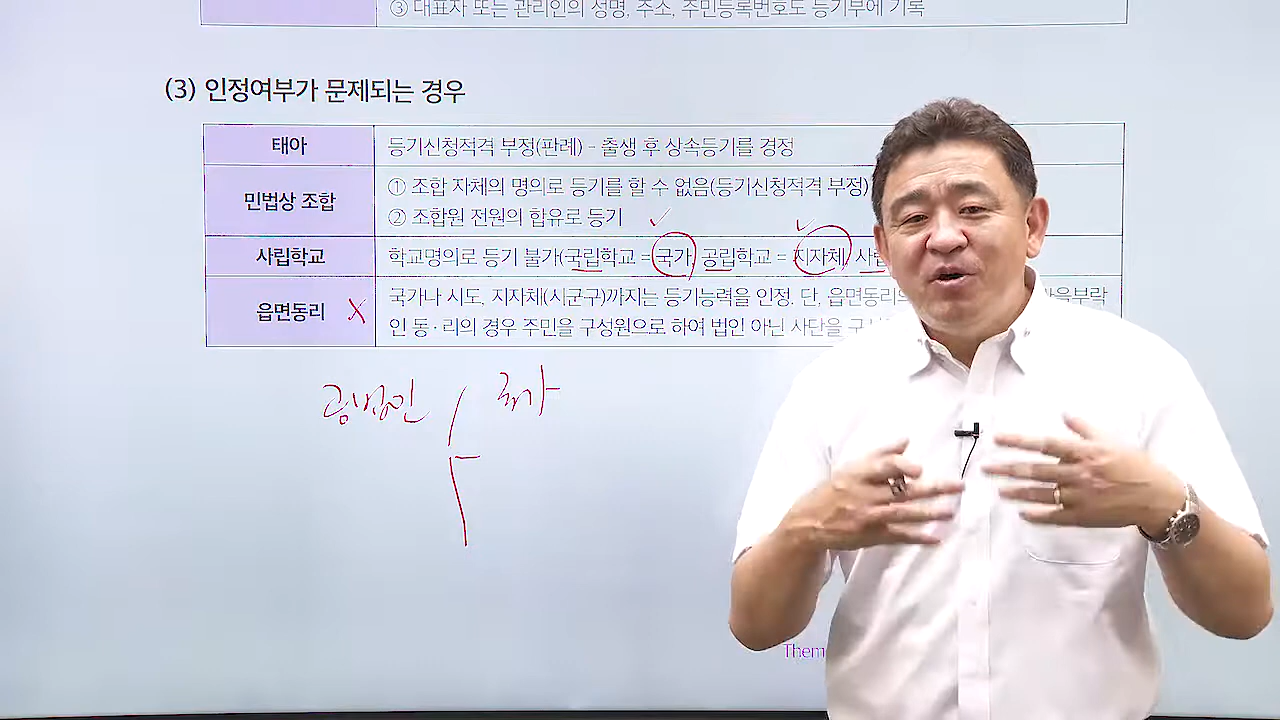 ③ 대표자 또는 관리인의 성명, 주소, 주민등록번호도 등기부에 기록
(3) 인정여부가 문제되는 경우
태아 등기신청적격 부정(판례) - 출생 후 상속등기를 경정
민법상 조합 ① 조합 자체의 명의로 등기를 할 수 없음(등기신청적격 부정)
② 조합원 전원의 합유로 등기
사립학교 학교명의로 등기 불가(국립학교 = 국가, 공립학교 = 지자체, 사립
읍면동리 X 국가나 시도, 지자체(시군구)까지는 등기능력을 인정. 단, 읍면동리의 부락
인 동·리의 경우 주민을 구성원으로 하여 법인 아닌 사단을
공법인 국가
Them